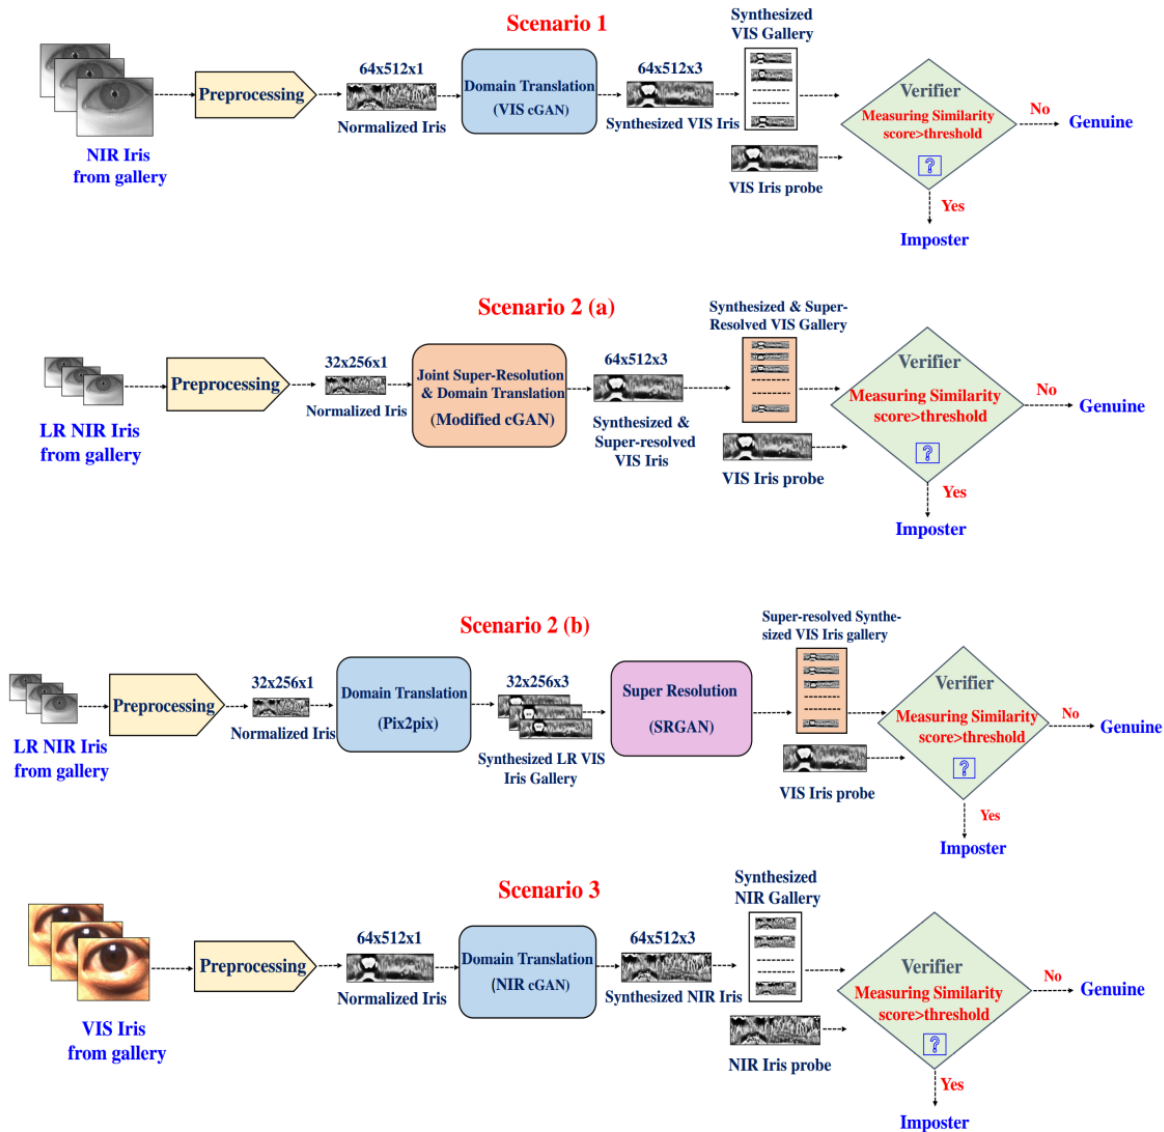 Scenario 1
Synthesized
VIS Gallery
64x512x1
64x512x3
Preprocessing
Domain Translation
(VIS cGAN)
Normalized Iris
Synthesized VIS Iris
NIR Iris
from gallery
VIS Iris probe
Verifier
Measuring Similarity
score>threshold
?
No
Genuine
Yes
Imposter
Scenario 2 (a)
Synthesized & Super-
Resolved VIS Gallery
32x256x1
64x512x3
Preprocessing
Joint Super-Resolution
& Domain Translation
(Modified cGAN)
Normalized Iris
Synthesized &
Super-resolved
VIS Iris
LR NIR Iris
from gallery
VIS Iris probe
Verifier
Measuring Similarity
score>threshold
?
No
Genuine
Yes
Imposter
Scenario 2 (b)
Super-resolved Synthe-
sized VIS Iris gallery
32x256x1
32x256x3
Preprocessing
Domain Translation
(Pix2pix)
Super Resolution
(SRGAN)
Normalized Iris
Synthesized LR VIS
Iris Gallery
LR NIR Iris
from gallery
VIS Iris probe
Verifier
Measuring Similarity
score>threshold
?
No
Genuine
Yes
Imposter
Scenario 3
Synthesized
NIR Gallery
64x512x1
64x512x3
Preprocessing
Domain Translation
(NIR cGAN)
Normalized Iris
Synthesized NIR Iris
VIS Iris
from gallery
NIR Iris probe
Verifier
Measuring Similarity
score>threshold
?
No
Genuine
Yes
Imposter